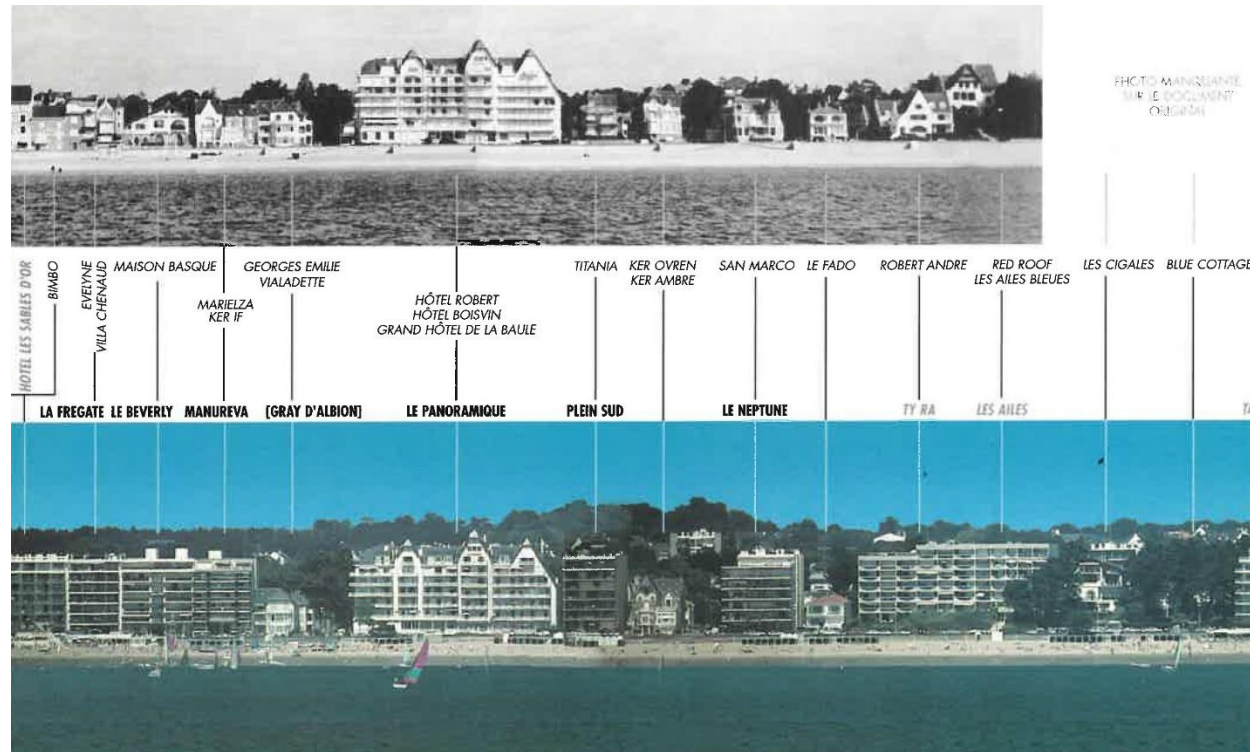 PHOTO MANQUANTE
SUR LE DOCUMENT
ORIGINAL
HOTEL LES SABLES D'OR
BIMBO
EVELYNE
VILLA CHENAUD
MAISON BASQUE
MARIELZA
KER IF
GEORGES EMILIE
VIALADETTE
HÔTEL ROBERT
HÔTEL BOISVIN
GRAND HÔTEL DE LA BAULE
TITANIA
KER OVREN
KER AMBRE
SAN MARCO
LE FADO
ROBERT ANDRE
RED ROOF
LES AILES BLEUES
LES CIGALES
BLUE COTTAGE
LA FREGATE
LE BEVERLY
MANUREVA
[GRAY D'ALBION]
LE PANORAMIQUE
PLEIN SUD
LE NEPTUNE
TY RA
LES AILES